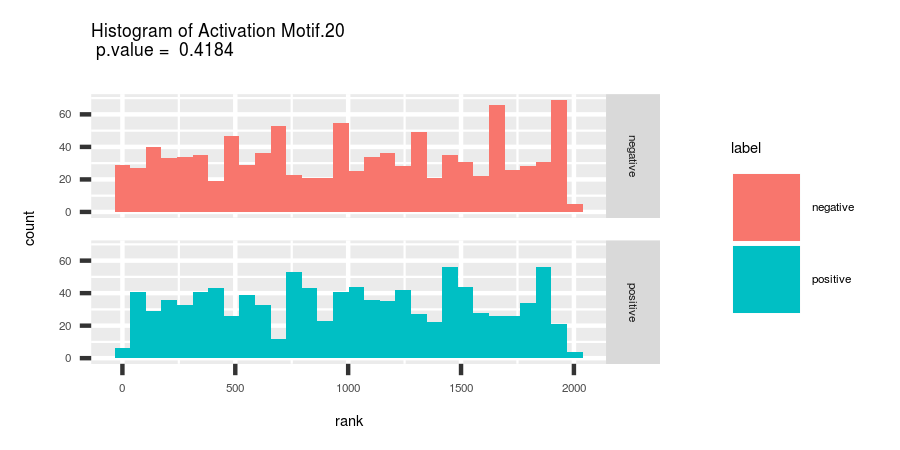 Histogram of Activation Motif.20
p.value =  0.4184
count
60
40
20
0
negative
60
40
20
0
positive
0
500
1000
1500
2000
rank
label
negative
positive